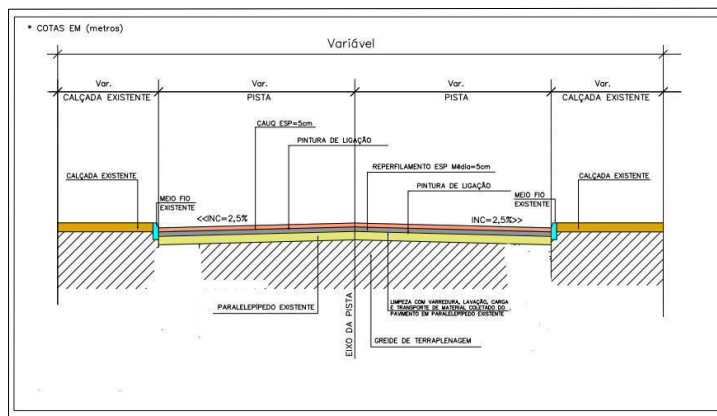 * COTAS EM (metros)
Variável
Var.
Var.
Var.
Var.
CALÇADA EXISTENTE
PISTA
PISTA
CALÇADA EXISTENTE
CAUQ ESP=5cm
PINTURA DE LIGAÇÃO
REPERFILAMENTO ESP Média=5cm
CALÇADA EXISTENTE
PINTURA DE LIGAÇÃO
CALÇADA EXISTENTE
MEIO FIO
EXISTENTE
MEIO FIO
EXISTENTE
<<INC=2,5%
INC=2,5%>>
PARALELEPÍPEDO EXISTENTE
LIMPEZA COM VARREDURA, LAVAÇÃO, CARGA
E TRANSPORTE DE MATERIAL COLETADO DO
PAVIMENTO EM PARALELEPÍPEDO EXISTENTE
EIXO DA PISTA
GREIDE DE TERRAPLENAGEM